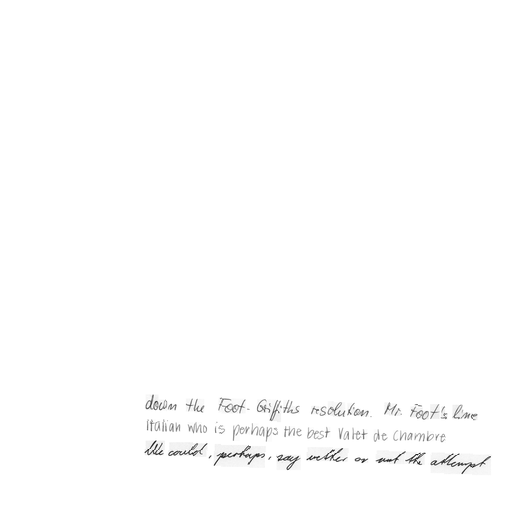 down the Foot-Griffiths resolution. Mr. Foot's line
Italian who is perhaps the best Valet de Chambre
We could, perhaps, say wether or not the attempt